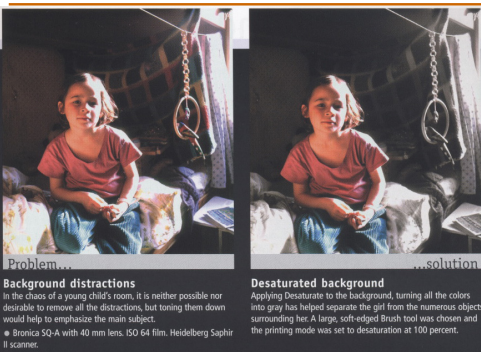 Problem...
Background distractions
In the chaos of a young child's room, it is neither possible nor
desirable to remove all the distractions, but toning them down
would help to emphasize the main subject.
● Bronica SQ-A with 40 mm lens. ISO 64 film. Heidelberg Saphir
II scanner.
...solution
Desaturated background
Applying Desaturate to the background, turning all the colors
into gray has helped separate the girl from the numerous objects
surrounding her. A large, soft-edged Brush tool was chosen and
the printing mode was set to desaturation at 100 percent.